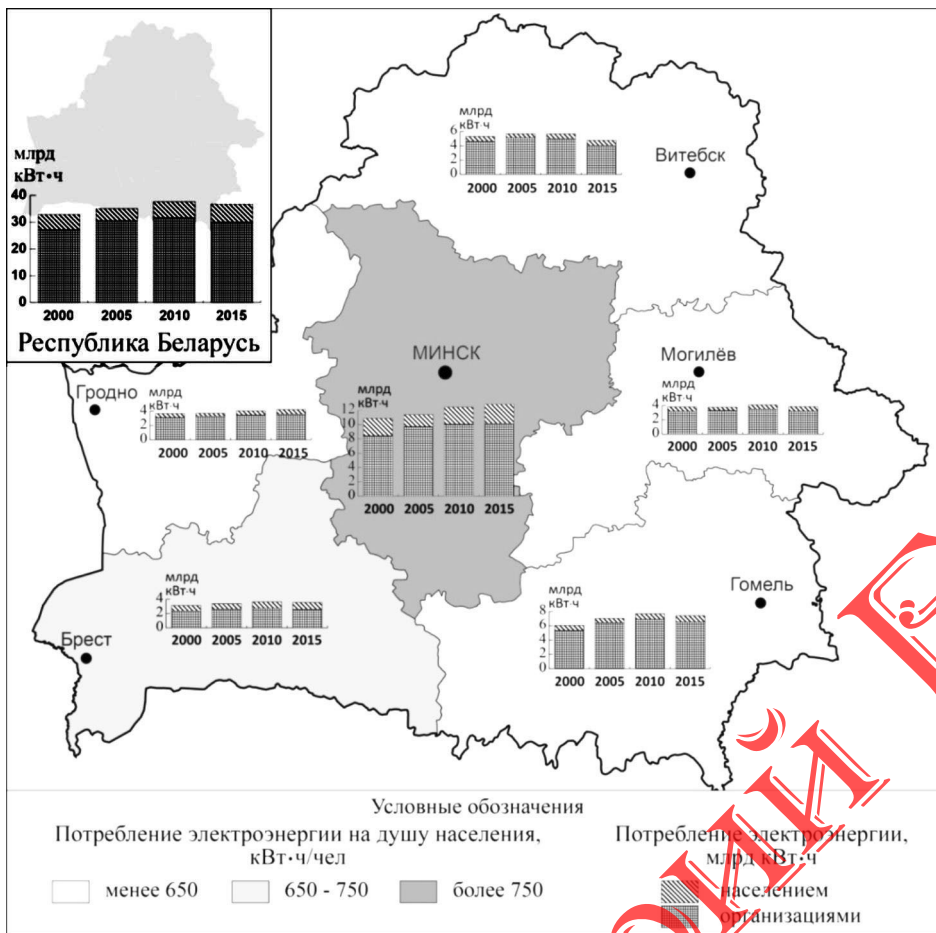 млрд
кВт·ч
40
30
20
10
0
2000 2005 2010 2015
Республика Беларусь
млрд
кВт·ч
6
4
2
0
2000 2005 2010 2015
Витебск
МИНСК
млрд
кВт·ч
12
10
8
6
4
2
0
2000 2005 2010 2015
Могилёв
млрд
кВт·ч
4
2
0
2000 2005 2010 2015
Гродно
млрд
кВт·ч
4
2
0
2000 2005 2010 2015
млрд
кВт·ч
4
2
0
2000 2005 2010 2015
Брест
Гомель
млрд
кВт·ч
8
6
4
2
0
2000 2005 2010 2015
Условные обозначения
Потребление электроэнергии на душу населения,
кВт·ч/чел
менее 650 650 - 750 более 750
Потребление электроэнергии,
млрд кВт·ч
населением
организациями